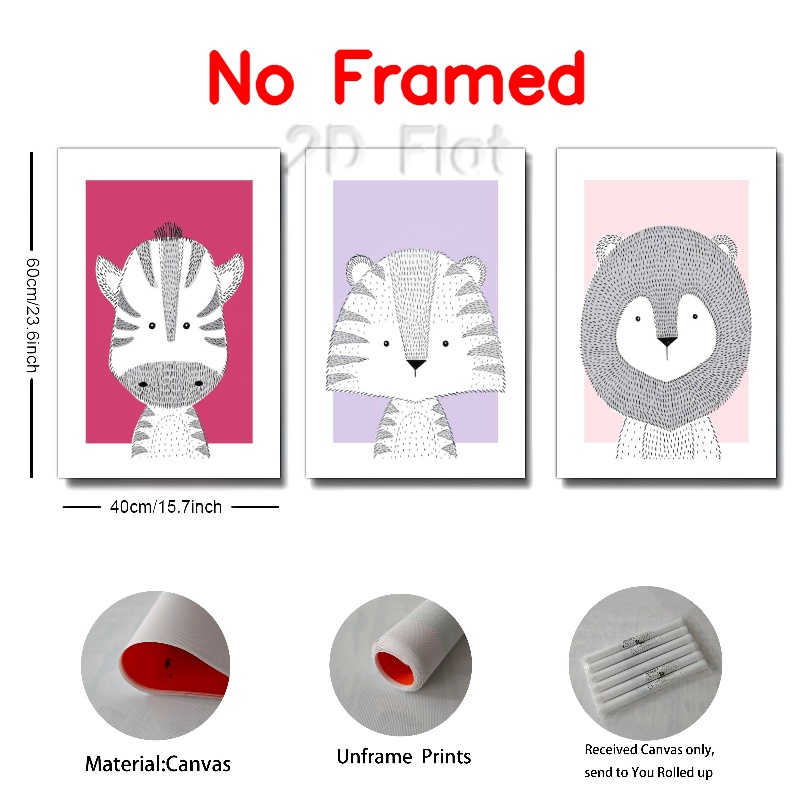 No Framed
2D Flat
60cm/23.6inch
40cm/15.7inch
Material:Canvas
Unframe Prints
Received Canvas only,
send to You Rolled up